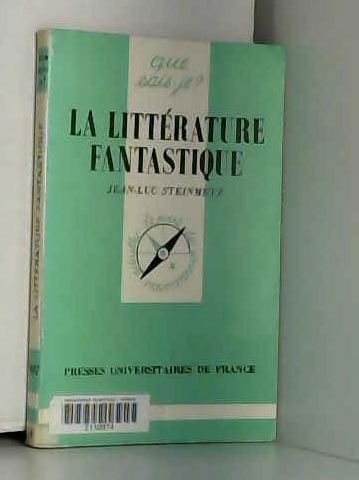 que
sais-je?
LA LITTÉRATURE
FANTASTIQUE
JEAN-LUC STEINMETZ
PRESSES UNIVERSITAIRES DE FRANCE
LA LITTÉRATURE FANTASTIQUE